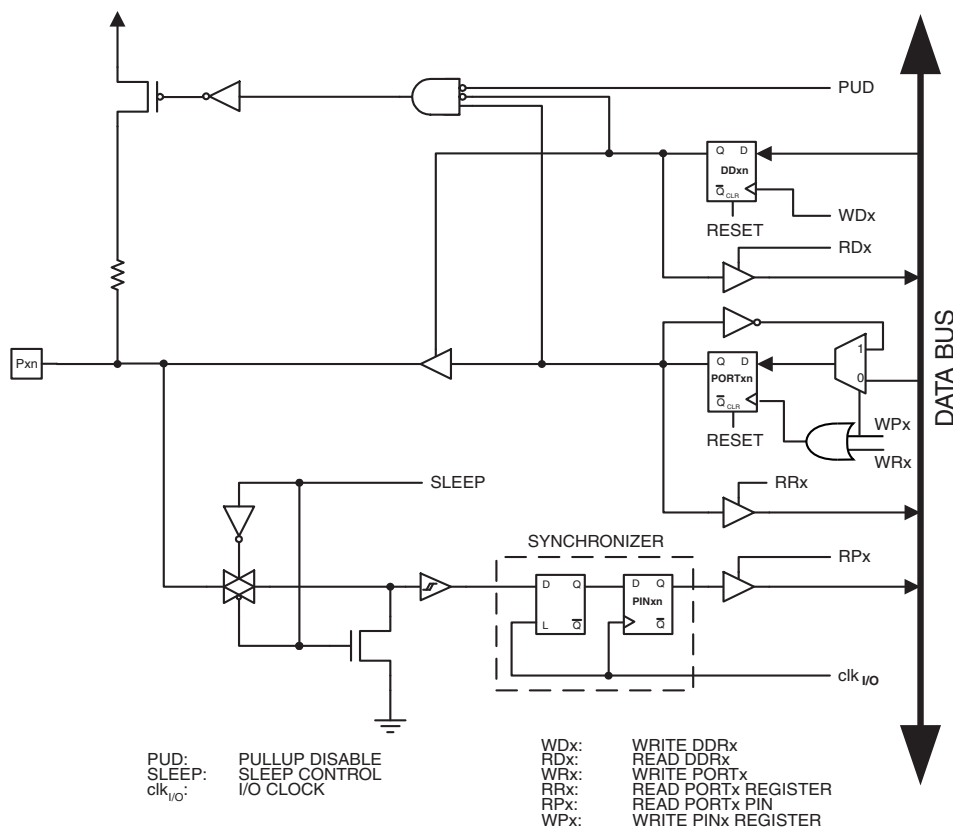 PUD
Q D
DDxn
Q CLR
WDx
RESET
RDx
1
Pxn
Q D
PORTxn
0
Q CLR
WPx
RESET
WRx
DATA BUS
SLEEP
RRx
SYNCHRONIZER
RPx
D Q D Q
PINxn
L Q Q
clk I/O
PUD: PULLUP DISABLE
SLEEP: SLEEP CONTROL
clkI/O: I/O CLOCK
WDx: WRITE DDRx
RDx: READ DDRx
WRx: WRITE PORTx
RRx: READ PORTx REGISTER
RPx: READ PORTx PIN
WPx: WRITE PINx REGISTER